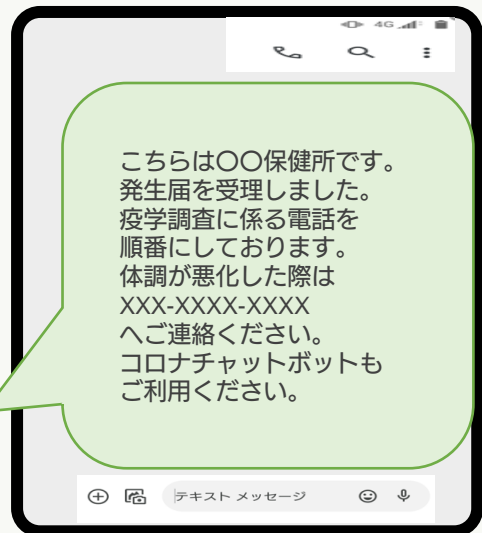 4G
こちらは〇〇保健所です。
発生届を受理しました。
疫学調査に係る電話を
順番にしております。
体調が悪化した際は
XXX-XXXX-XXXX
へご連絡ください。
コロナチャットボットも
ご利用ください。
テキスト メッセージ